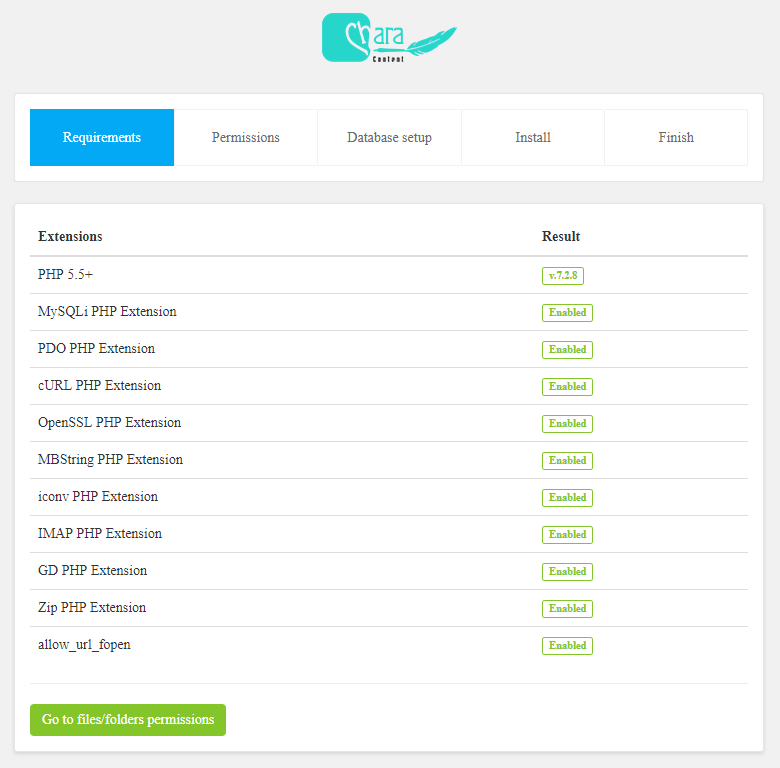 Chara
Content
Requirements Permissions Database setup Install Finish
Extensions Result
PHP 5.5+ v.7.2.8
MySQLi PHP Extension Enabled
PDO PHP Extension Enabled
cURL PHP Extension Enabled
OpenSSL PHP Extension Enabled
MBString PHP Extension Enabled
iconv PHP Extension Enabled
IMAP PHP Extension Enabled
GD PHP Extension Enabled
Zip PHP Extension Enabled
allow_url_fopen Enabled
Go to files/folders permissions